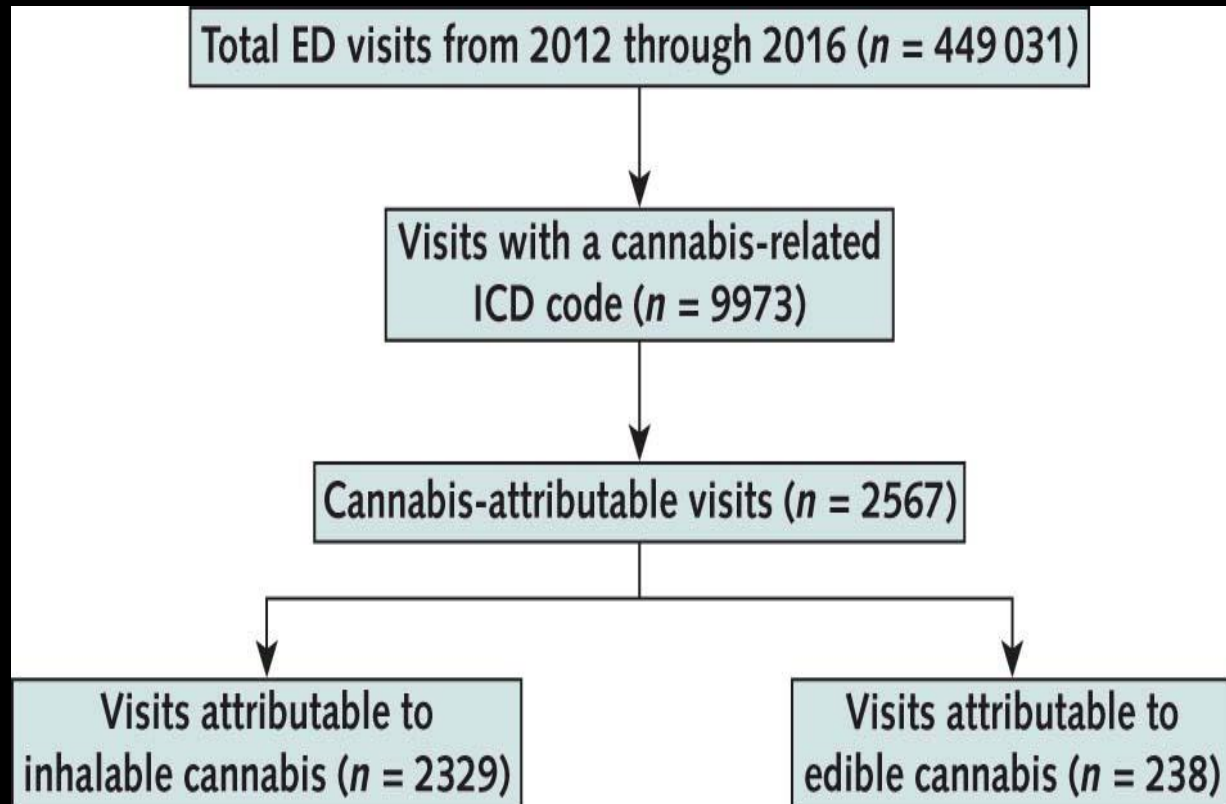 Total ED visits from 2012 through 2016 (n = 449 031)
Visits with a cannabis-related
ICD code (n = 9973)
Cannabis-attributable visits (n = 2567)
Visits attributable to
inhalable cannabis (n = 2329)
Visits attributable to
edible cannabis (n = 238)